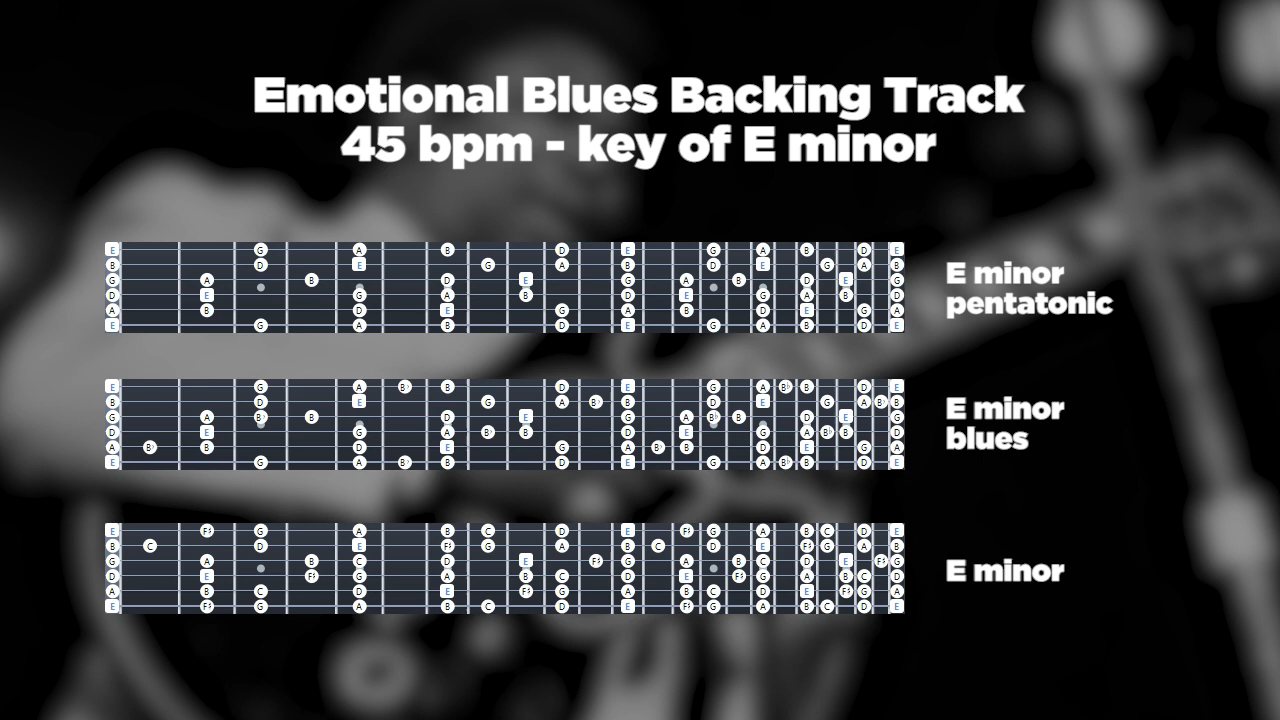 Emotional Blues Backing Track
45 bpm - key of E minor
E G A B D E G A B D E
B D E G A B D E G A B
G A B D E G A B D E G
D E G A B D E G A B D
A B D E G A B D E G A
E G A B D E G A B D E
E minor
pentatonic
E G A B♭ B D E G A B♭ B D E
B D E G A B♭ B D E G A B♭ B
G A B♭ B D E G A B♭ B D E G
D E G A B♭ B D E G A B♭ B D
A B♭ B D E G A B♭ B D E G A
E G A B♭ B D E G A B♭ B D E
E minor
blues
E F♯ G A B C D E F♯ G A B C D E
B C D E F♯ G A B C D E F♯ G A B
G A B C D E F♯ G A B C D E F♯ G
D E F♯ G A B C D E F♯ G A B C D
A B C D E F♯ G A B C D E F♯ G A
E F♯ G A B C D E F♯ G A B C D E
E minor